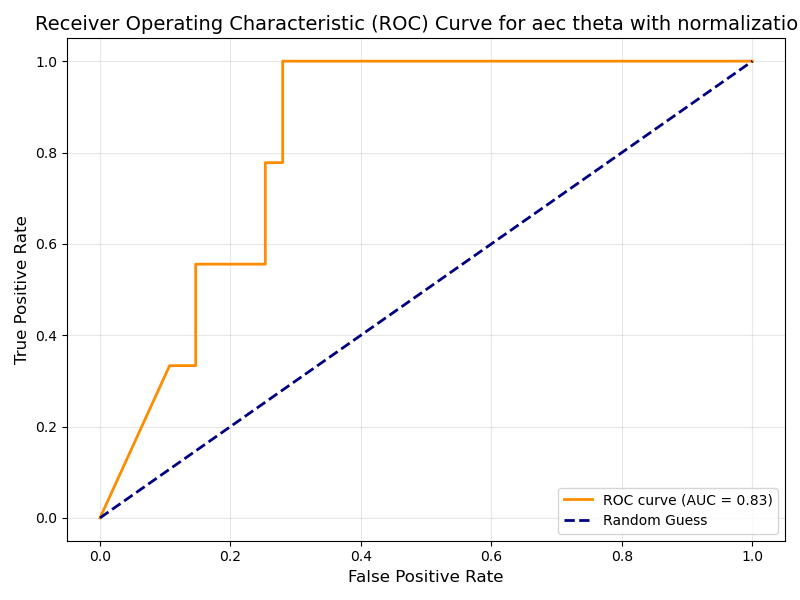 Receiver Operating Characteristic (ROC) Curve for aec theta with normalizatio
1.0
0.8
0.6
0.4
0.2
0.0
True Positive Rate
0.0 0.2 0.4 0.6 0.8 1.0
False Positive Rate
ROC curve (AUC = 0.83)
Random Guess